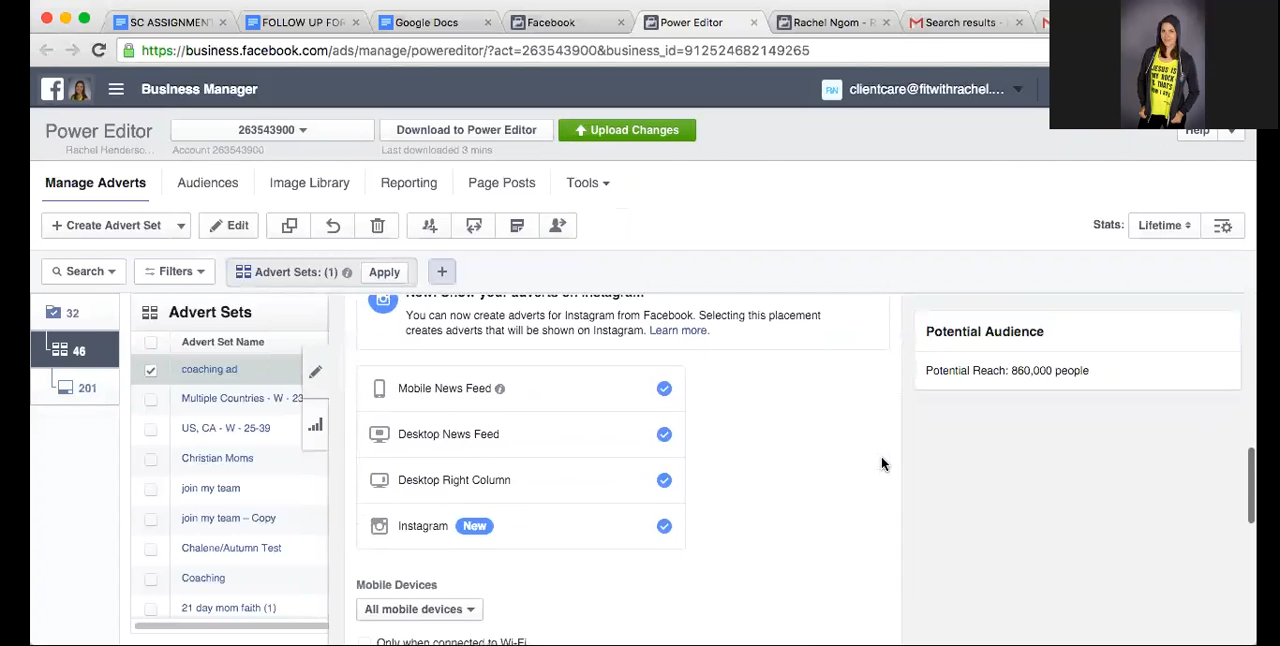 SC ASSIGNMENT
FOLLOW UP FOR
Google Docs
Facebook
Power Editor
Rachel Ngom - R
Search results -
https://business.facebook.com/ads/manage/powereditor/?act=263543900&business_id=912524682149265
Business Manager
clientcare@fitwithrachel....
JESUS IS
MY ROCK
Power Editor
263543900
Download to Power Editor
Upload Changes
Help
Rachel Henderso...
Account 263543900
Last downloaded 3 mins
Manage Adverts
Audiences
Image Library
Reporting
Page Posts
Tools
+ Create Advert Set
Edit
Stats:
Lifetime
Search
Filters
Advert Sets: (1)
Apply
+
32
46
201
Advert Sets
Advert Set Name
coaching ad
Multiple Countries - W - 23
US, CA - W - 25-39
Christian Moms
join my team
join my team – Copy
Chalene/Autumn Test
Coaching
21 day mom faith (1)
New! Show your adverts on Instagram
You can now create adverts for Instagram from Facebook. Selecting this placement
creates adverts that will be shown on Instagram. Learn more.
Mobile News Feed
Desktop News Feed
Desktop Right Column
Instagram New
Mobile Devices
All mobile devices
Only when connected to Wi-Fi
Potential Audience
Potential Reach: 860,000 people